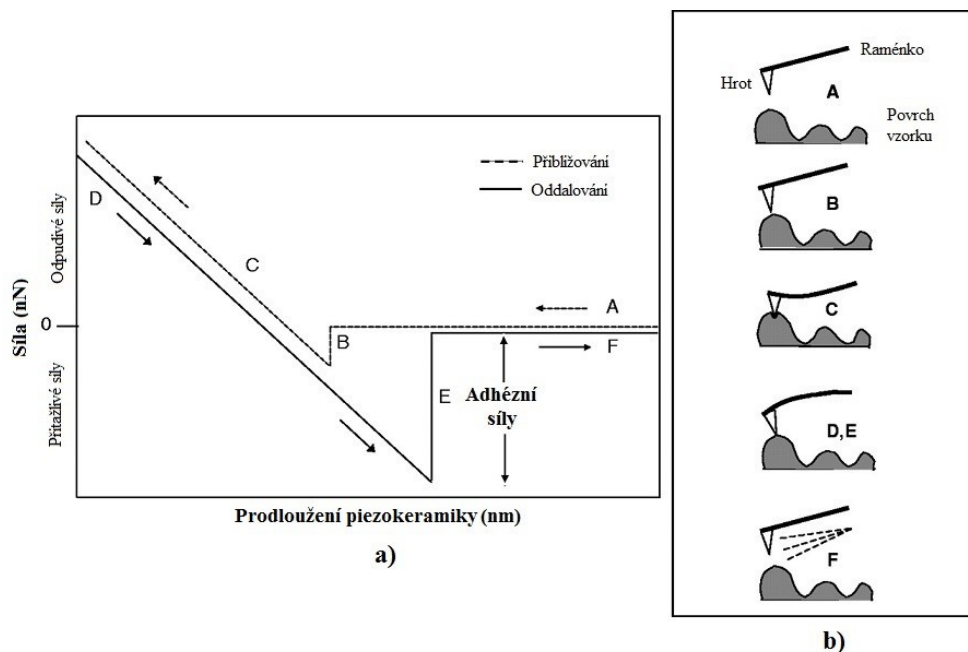 Přibližování
Oddalování
D
C
A
B
F
E
Adhézní
síly
0
Síla (nN)
Odpudivé síly
Přitažlivé síly
Prodloužení piezokeramiky (nm)
a)
Raménko
Hrot
A
Povrch
vzorku
B
C
D,E
F
b)